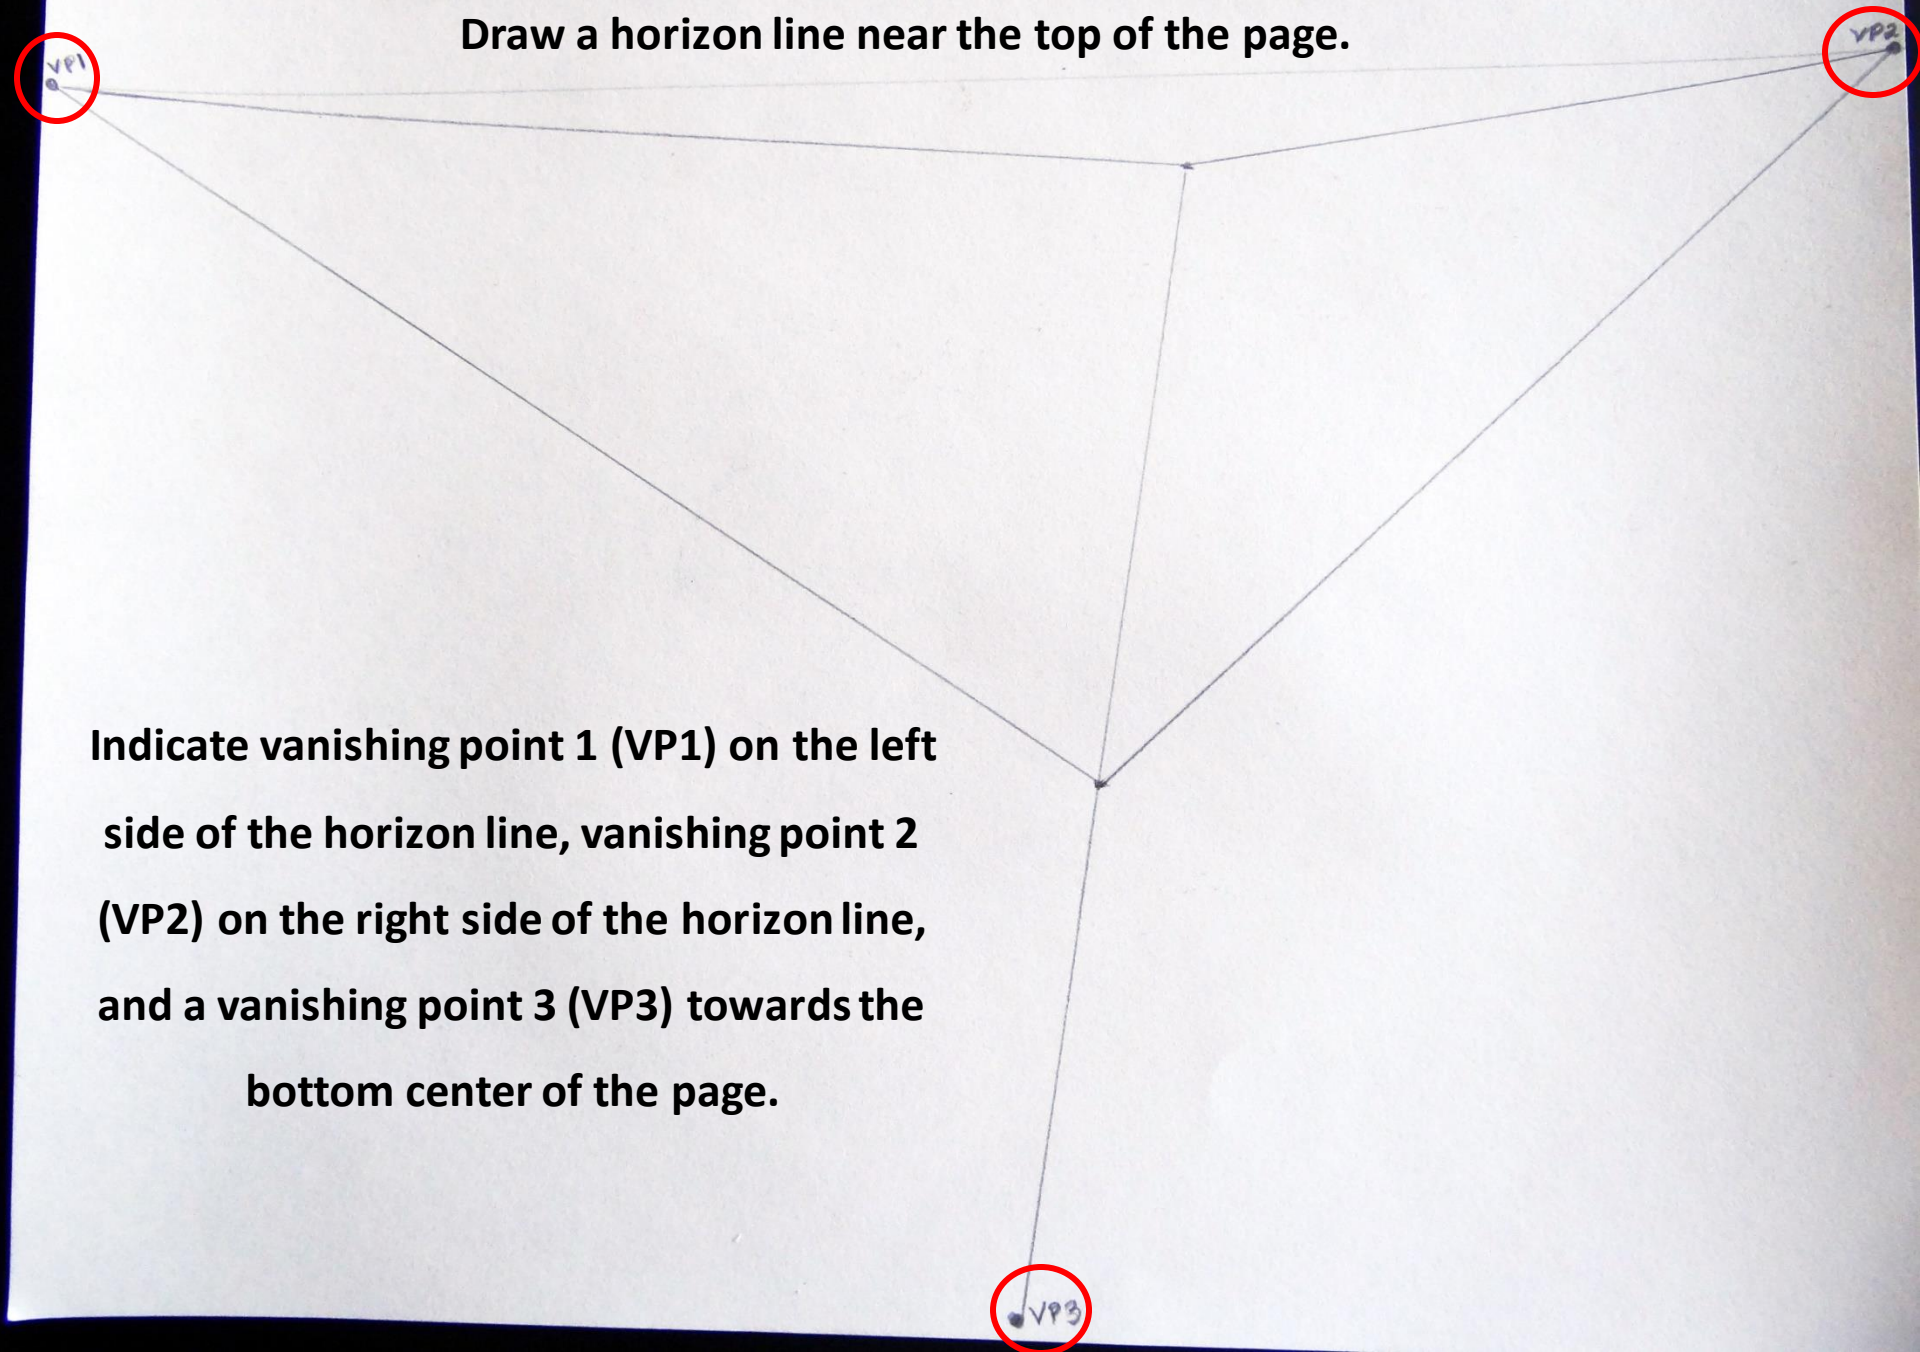 Draw a horizon line near the top of the page.
VP1
VP2
Indicate vanishing point 1 (VP1) on the left
side of the horizon line, vanishing point 2
(VP2) on the right side of the horizon line,
and a vanishing point 3 (VP3) towards the
bottom center of the page.
VP3